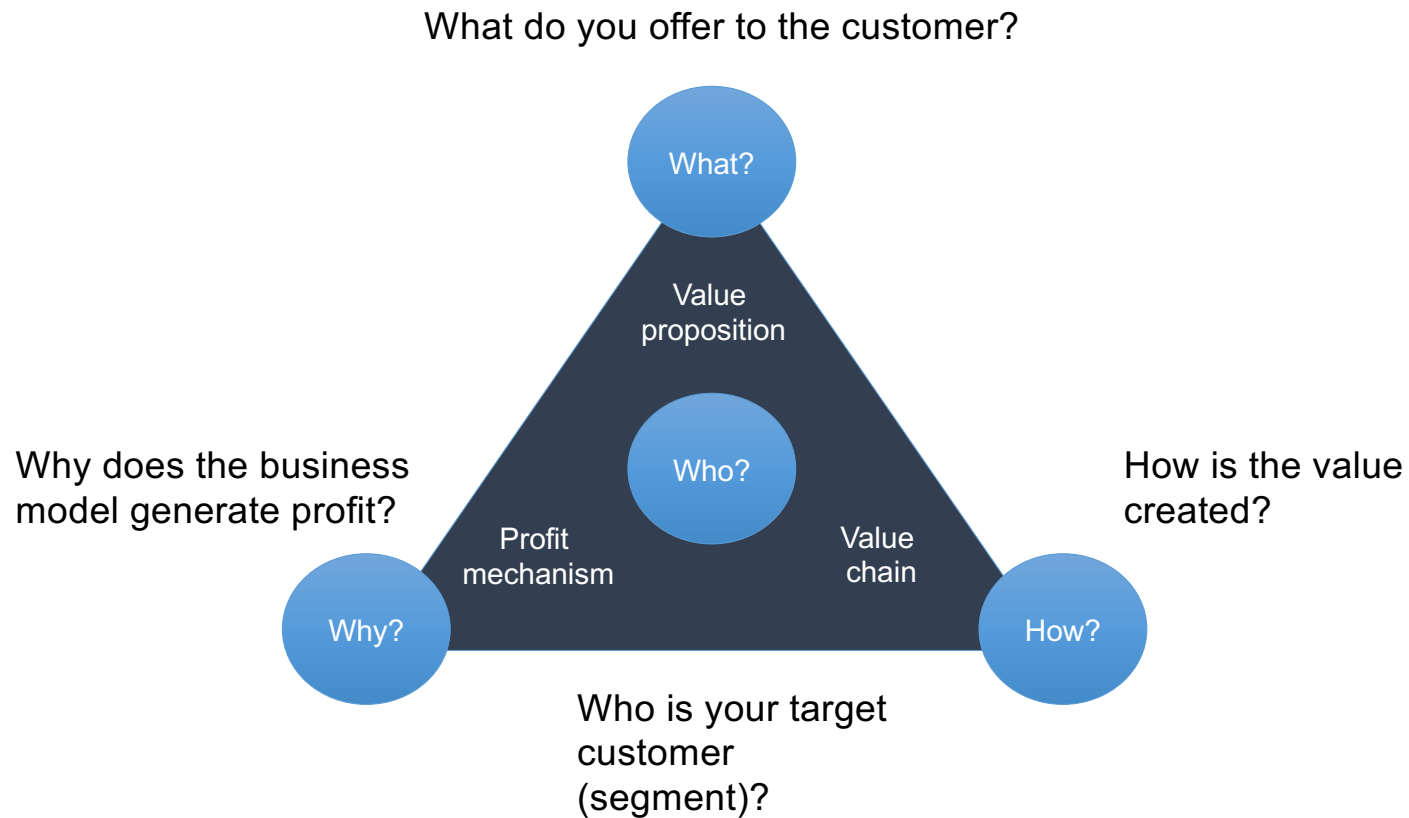 What do you offer to the customer?
What?
Value
proposition
Who?
Why does the business
model generate profit?
How is the value
created?
Profit
mechanism
Value
chain
Why?
How?
Who is your target
customer
(segment)?